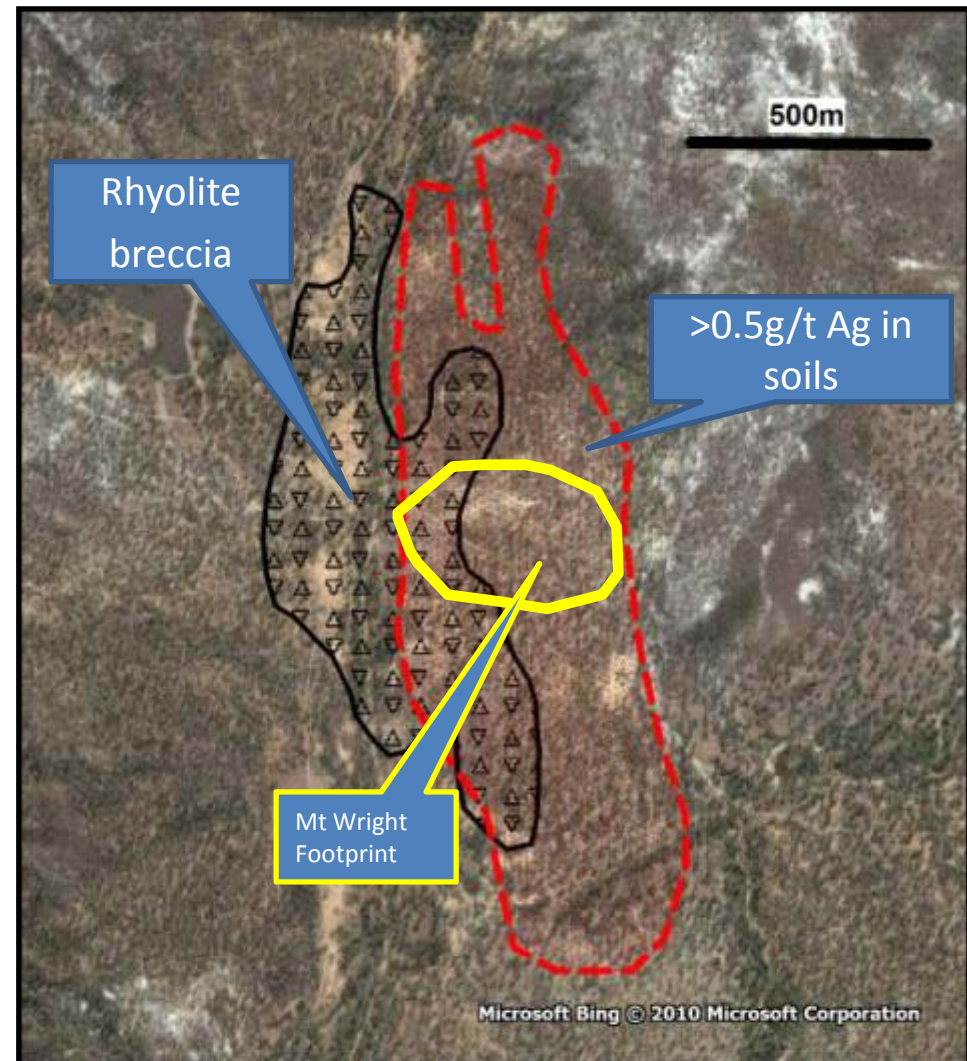 500m
Rhyolite
breccia
>0.5g/t Ag in
soils
Mt Wright
Footprint
Microsoft Bing © 2010 Microsoft Corporation